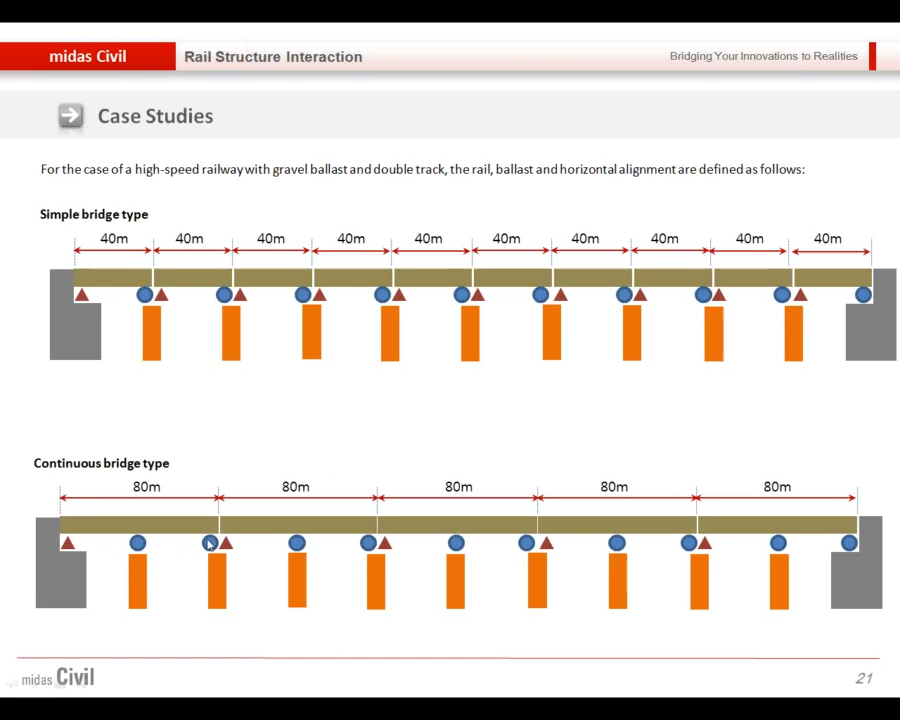 midas Civil
Rail Structure Interaction
Bridging Your Innovations to Realities
Case Studies
For the case of a high-speed railway with gravel ballast and double track, the rail, ballast and horizontal alignment are defined as follows:
Simple bridge type
40m 40m 40m 40m 40m 40m 40m 40m 40m 40m
Continuous bridge type
80m 80m 80m 80m 80m
midas Civil
21